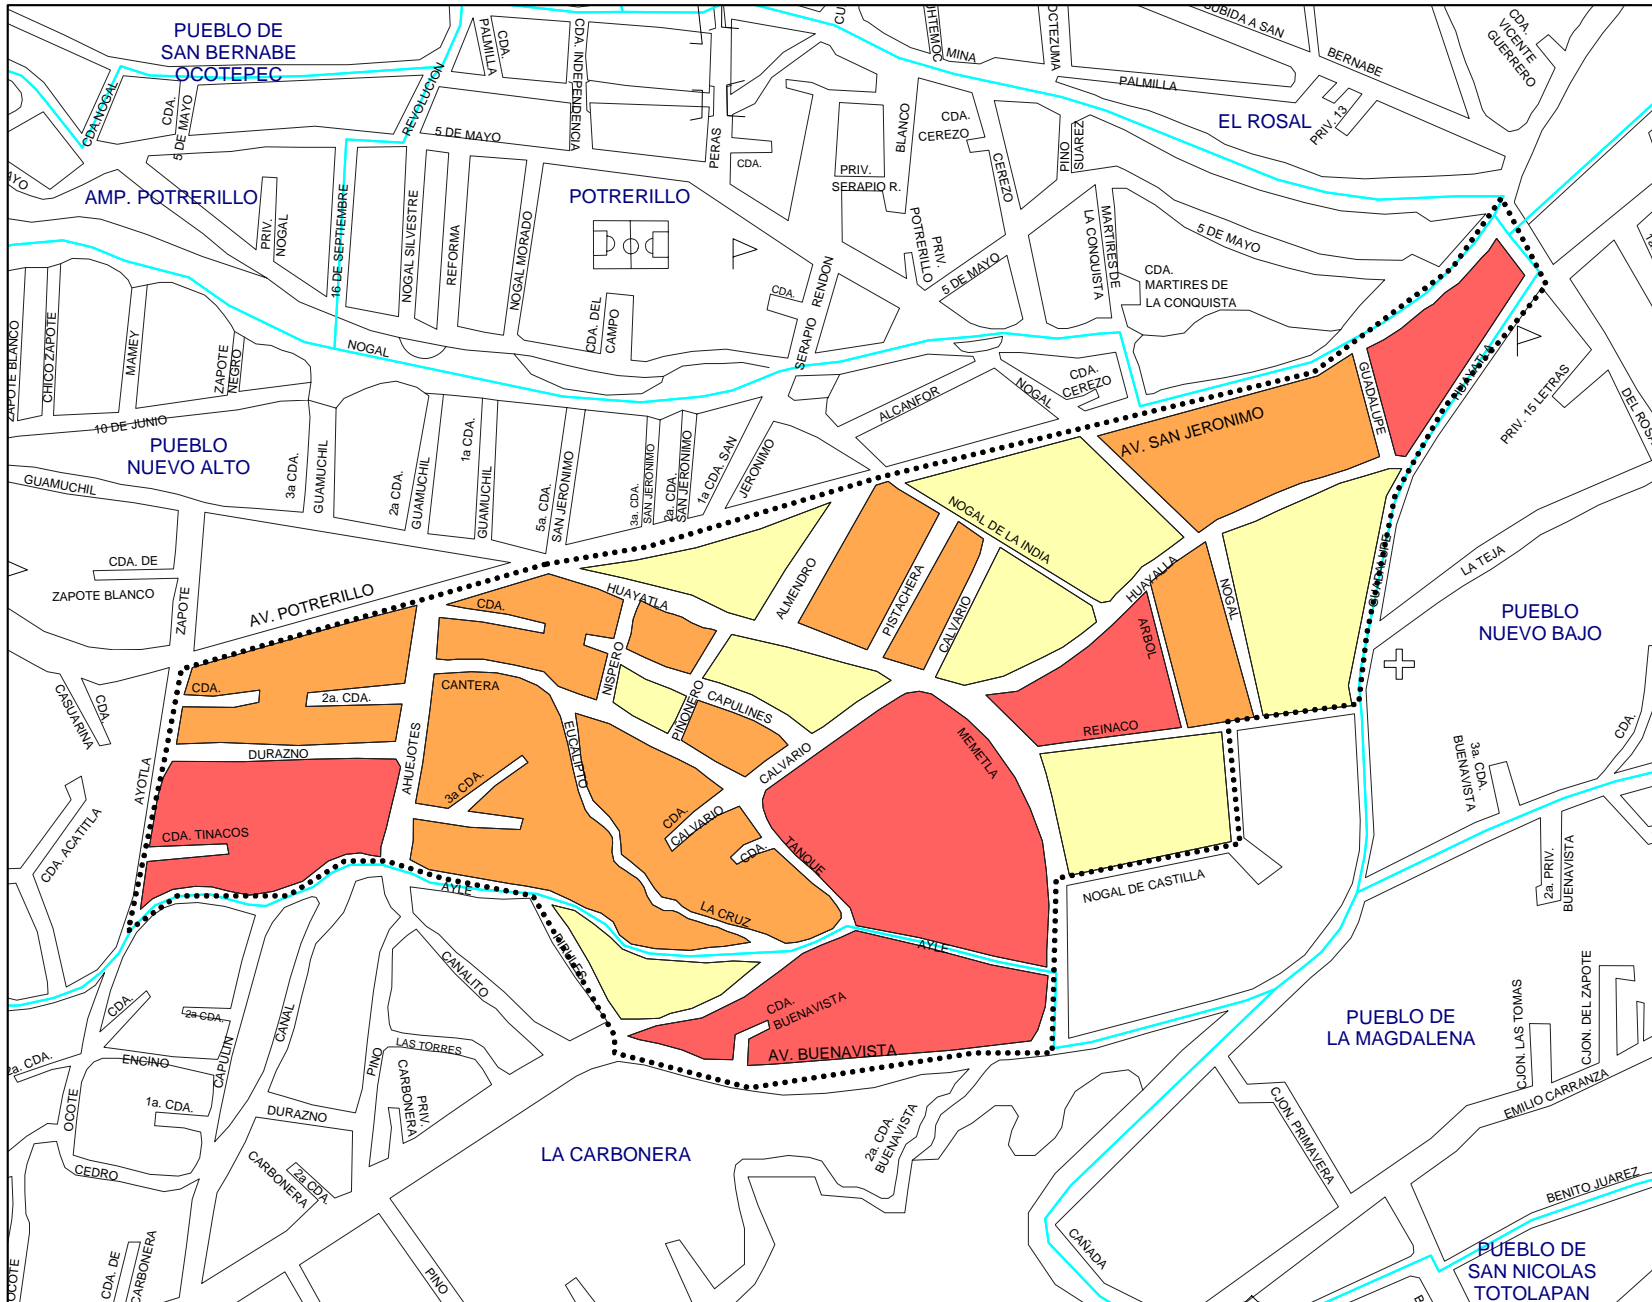 PUEBLO DE
SAN BERNABE
OCOTEPEC
CDA.
PALMILLA
CDA. INDEPENDENCIA
MINA
SUBIDA A SAN
BERNABE
CDA.
VICENTE
GUERRERO
PALMILLA
EL ROSAL
PRIV. 13
CDA.NOGAL
CDA.
5 DE MAYO
REVOLUCION
5 DE MAYO
PERAS
CDA.
BLANCO
CDA.
CEREZO
CEREZO
PINO
SUAREZ
PRIV.
SERAPIO R.
AMP. POTRERILLO
PRIV.
NOGAL
16 DE SEPTIEMBRE
NOGAL SILVESTRE
REFORMA
NOGAL MORADO
POTRERILLO
PRIV.
POTRERILLO
5 DE MAYO
MARTIRES DE
LA CONQUISTA
5 DE MAYO
CDA.
MARTIRES DE
LA CONQUISTA
CDA. DEL
CAMPO
CDA.
SERAPIO RENDON
ZAPOTE BLANCO
CHICO ZAPOTE
MAMEY
ZAPOTE
NEGRO
NOGAL
ALCANFOR
NOGAL
CDA.
CEREZO
GUADALUPE
HUAYATLA
PRIV. 15 LETRAS
10 DE JUNIO
PUEBLO
NUEVO ALTO
GUAMUCHIL
3a CDA.
GUAMUCHIL
2a CDA.
GUAMUCHIL
1a CDA.
GUAMUCHIL
5a. CDA.
SAN JERONIMO
3a. CDA.
SAN JERONIMO
2a. CDA.
SAN JERONIMO
1a CDA. SAN
JERONIMO
AV. SAN JERONIMO
NOGAL DE LA INDIA
CDA. DE
ZAPOTE BLANCO
ZAPOTE
AV. POTRERILLO
CDA.
HUAYATLA
ALMENDRO
PISTACHERA
CALVARIO
HUAYALLA
NOGAL
GUADALUPE
LA TEJA
PUEBLO
NUEVO BAJO
ARBOL
CASUARINA
CDA.
CDA.
2a. CDA.
CANTERA
NISPERO
PINONERO
CAPULINES
DURAZNO
AHUEJOTES
EUCALIPTO
CALVARIO
MEMETLA
REINACO
3a. CDA.
BUENAVISTA
CDA.
AYOTLA
CDA. ACATITLA
CDA. TINACOS
3a CDA.
CDA.
CALVARIO
CDA.
TANQUE
NOGAL DE CASTILLA
2a. PRIV.
BUENAVISTA
AYLE
LA CRUZ
AYLE
PIRULES
CANALITO
CDA.
BUENAVISTA
AV. BUENAVISTA
PUEBLO DE
LA MAGDALENA
CJON. LAS TOMAS
CJON. DEL ZAPOTE
CDA.
2a CDA.
CANAL
2a. CDA.
ENCINO
CAPULIN
PINO
LAS TORRES
PRIV.
CARBONERA
OCOTE
1a. CDA.
DURAZNO
CEDRO
CARBONERA
2a CDA.
LA CARBONERA
2a. CDA.
BUENAVISTA
CJON. PRIMAVERA
EMILIO CARRANZA
BENITO JUAREZ
CAÑADA
CDA. DE
CARBONERA
PINO
PUEBLO DE
SAN NICOLAS
TOTOLAPAN